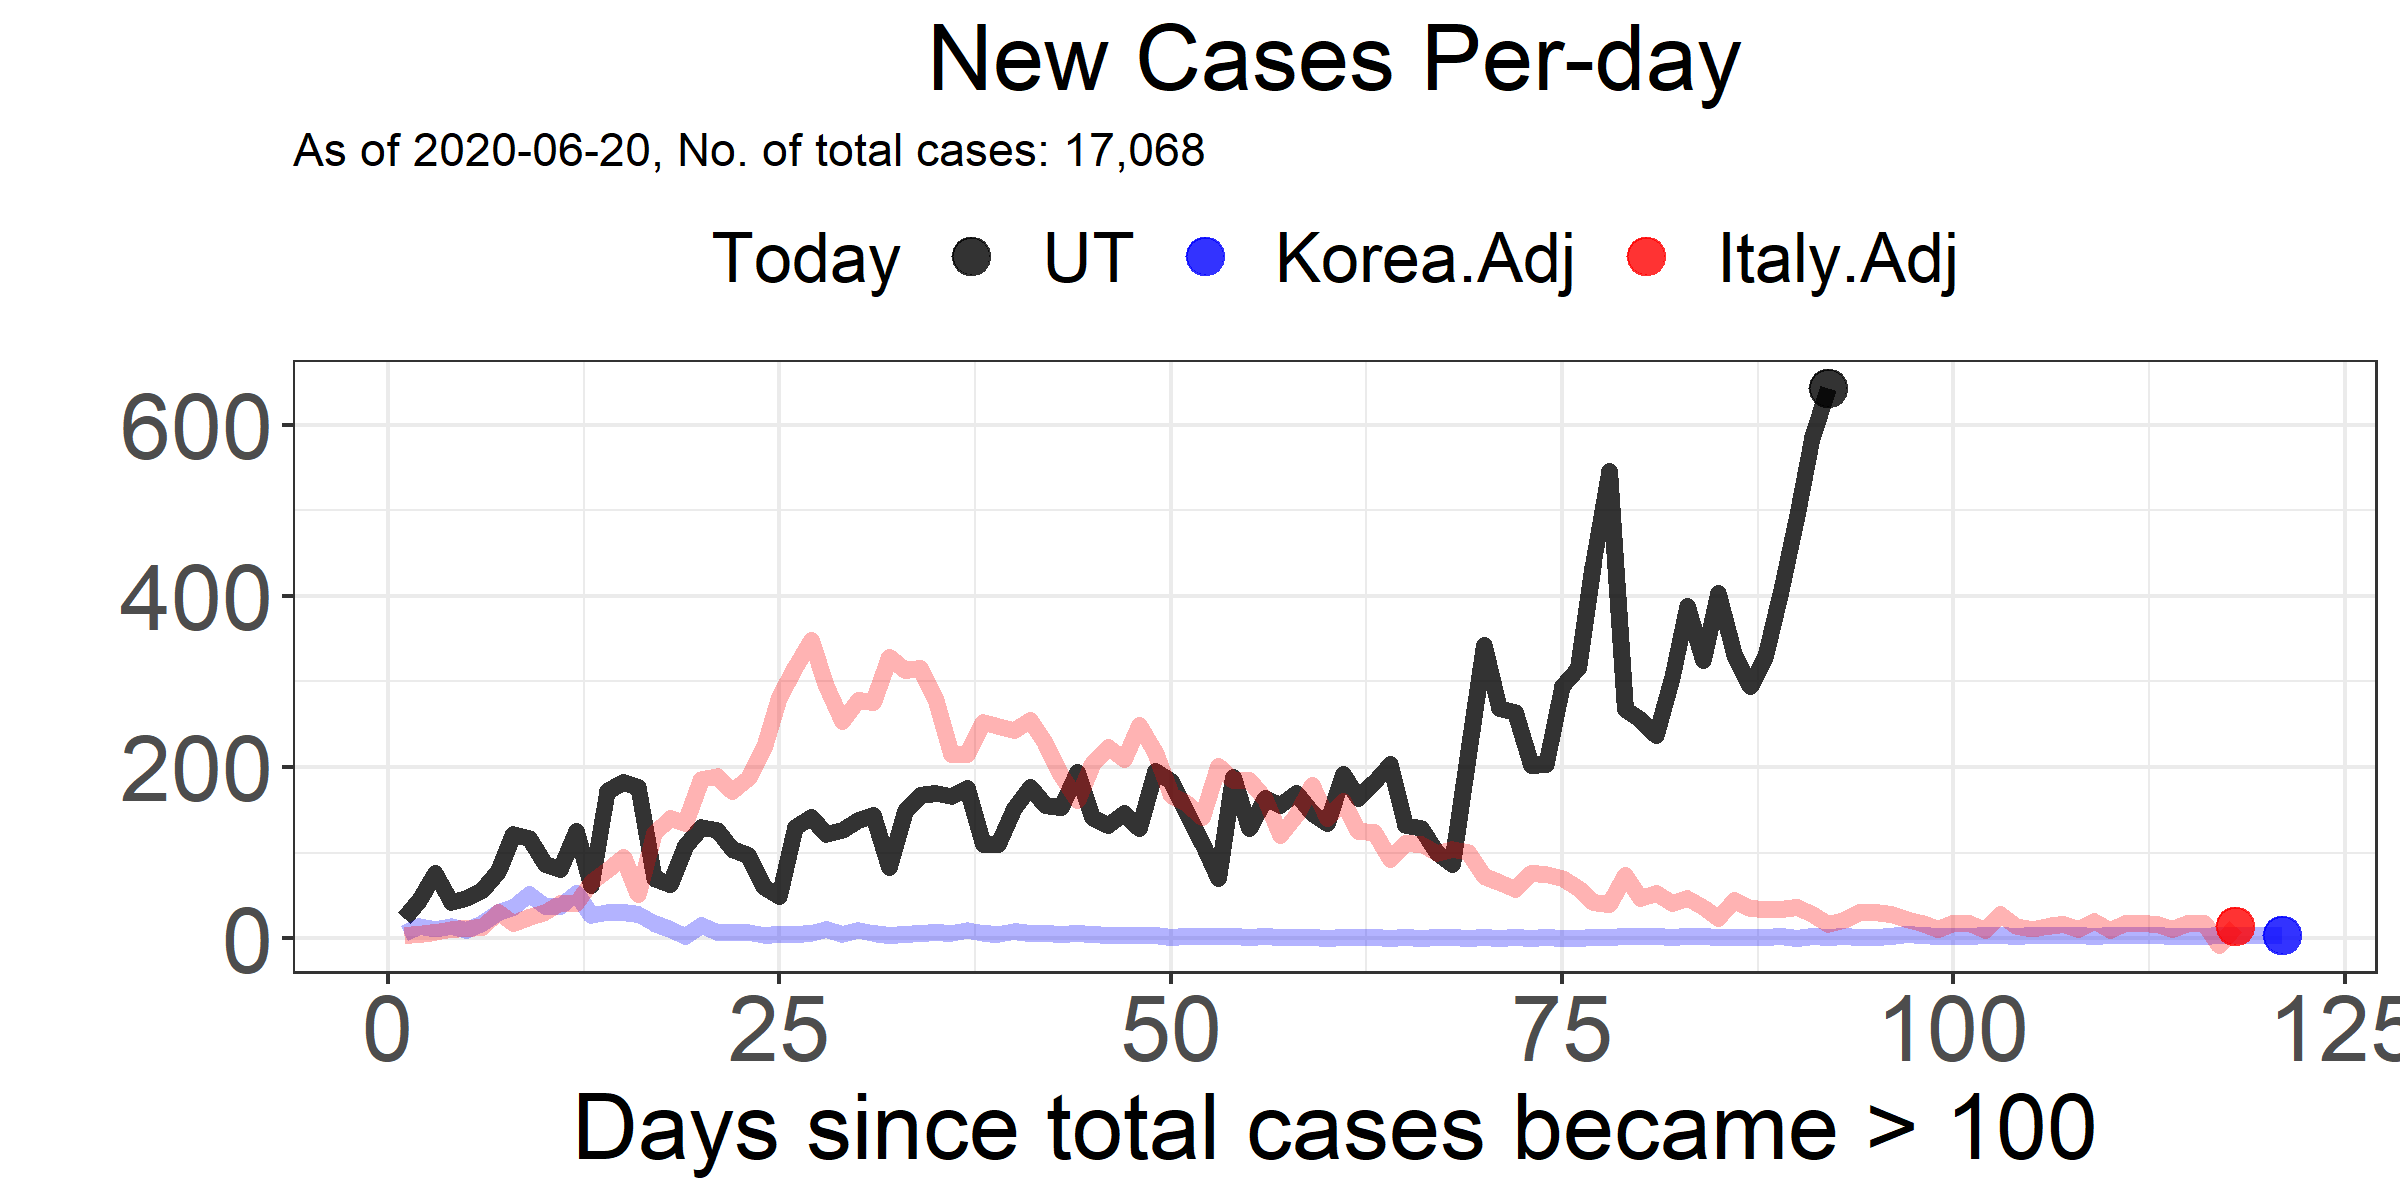 New Cases Per-day
As of 2020-06-20, No. of total cases: 17,068
Today UT Korea.Adj Italy.Adj
600
400
200
0
0 25 50 75 100 125
Days since total cases became > 100